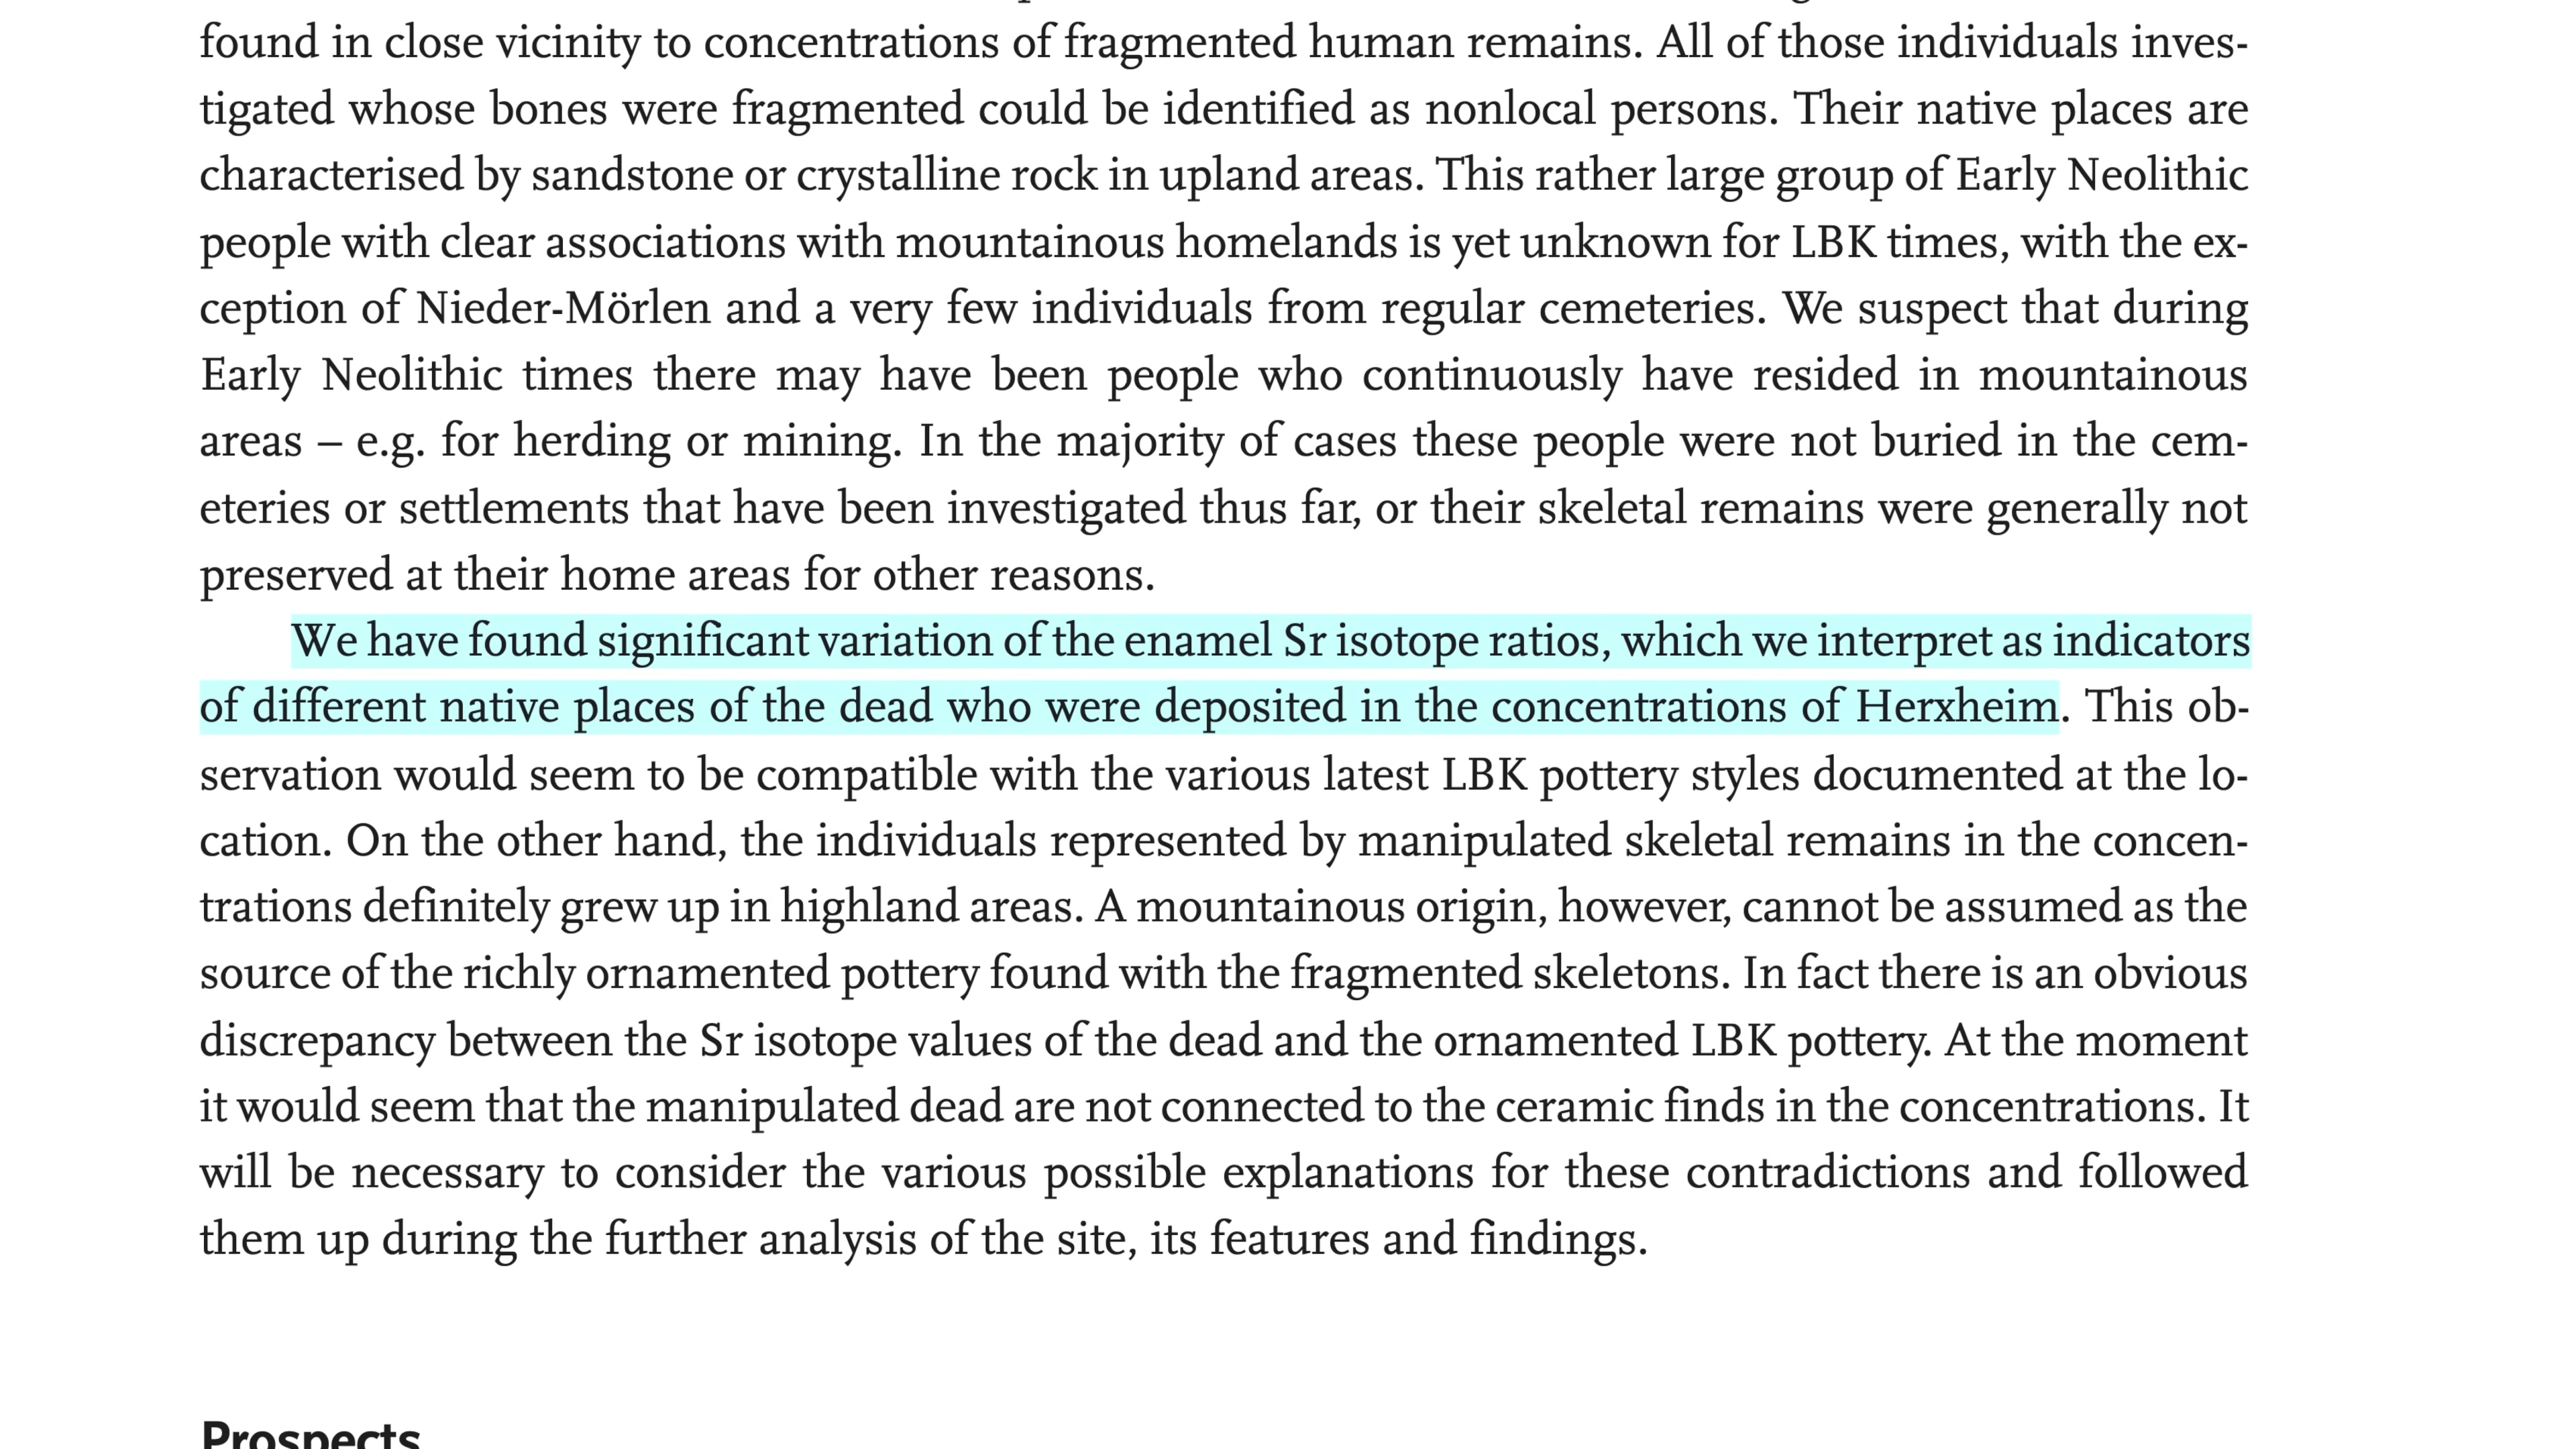 found in close vicinity to concentrations of fragmented human remains. All of those individuals inves-
tigated whose bones were fragmented could be identified as nonlocal persons. Their native places are
characterised by sandstone or crystalline rock in upland areas. This rather large group of Early Neolithic
people with clear associations with mountainous homelands is yet unknown for LBK times, with the ex-
ception of Nieder-Mörlen and a very few individuals from regular cemeteries. We suspect that during
Early Neolithic times there may have been people who continuously have resided in mountainous
areas – e.g. for herding or mining. In the majority of cases these people were not buried in the cem-
eteries or settlements that have been investigated thus far, or their skeletal remains were generally not
preserved at their home areas for other reasons.
We have found significant variation of the enamel Sr isotope ratios, which we interpret as indicators
of different native places of the dead who were deposited in the concentrations of Herxheim. This ob-
servation would seem to be compatible with the various latest LBK pottery styles documented at the lo-
cation. On the other hand, the individuals represented by manipulated skeletal remains in the concen-
trations definitely grew up in highland areas. A mountainous origin, however, cannot be assumed as the
source of the richly ornamented pottery found with the fragmented skeletons. In fact there is an obvious
discrepancy between the Sr isotope values of the dead and the ornamented LBK pottery. At the moment
it would seem that the manipulated dead are not connected to the ceramic finds in the concentrations. It
will be necessary to consider the various possible explanations for these contradictions and followed
them up during the further analysis of the site, its features and findings.
Prospects